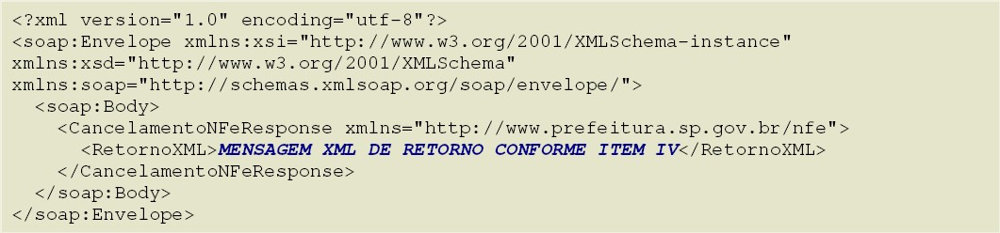 <?xml version="1.0" encoding="utf-8"?>
<soap:Envelope xmlns:xsi="http://www.w3.org/2001/XMLSchema-instance"
xmlns:xsd="http://www.w3.org/2001/XMLSchema"
xmlns:soap="http://schemas.xmlsoap.org/soap/envelope/">
  <soap:Body>
    <CancelamentoNFeResponse xmlns="http://www.prefeitura.sp.gov.br/nfe">
      <RetornoXML>MENSAGEM XML DE RETORNO CONFORME ITEM IV</RetornoXML>
    </CancelamentoNFeResponse>
  </soap:Body>
</soap:Envelope>